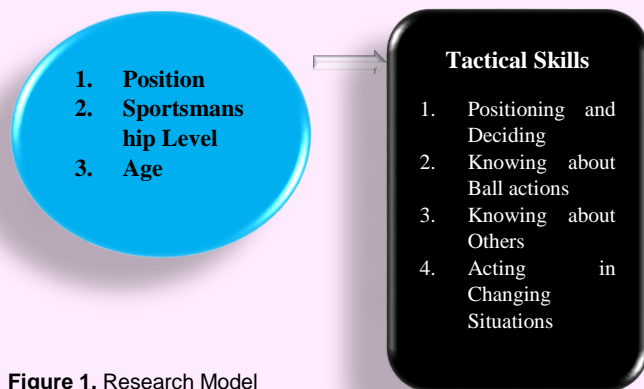 1. Position
2. Sportsmans
hip Level
3. Age
Tactical Skills
1. Positioning and
Deciding
2. Knowing about
Ball actions
3. Knowing about
Others
4. Acting in
Changing
Situations
Figure 1. Research Model